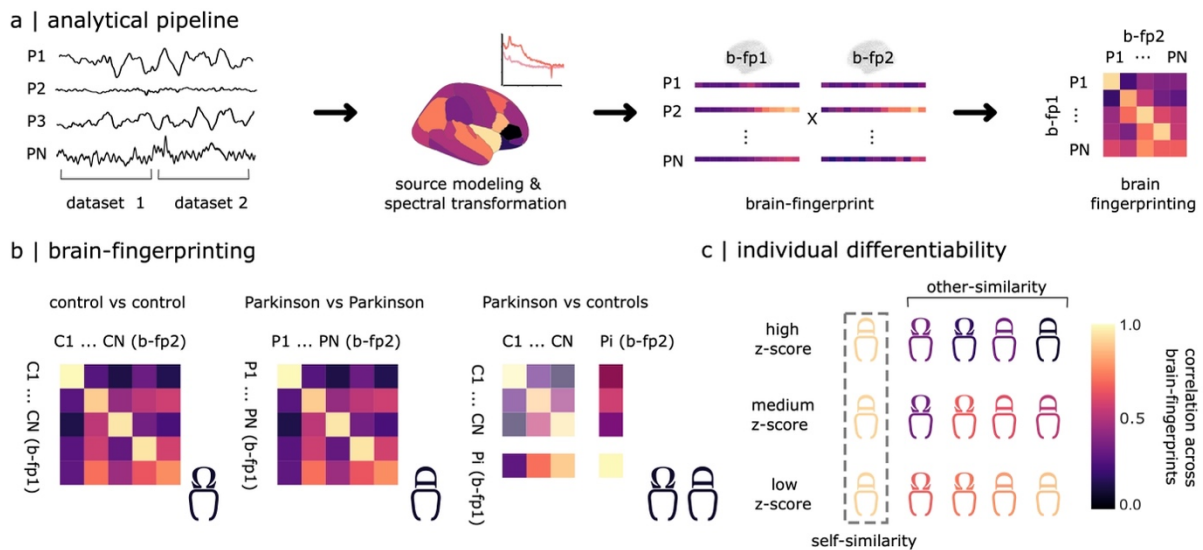 a | analytical pipeline
P1
P2
P3
PN
dataset 1
dataset 2
source modeling &
spectral transformation
b-fp1
b-fp2
P1
P2
X
⋮
⋮
PN
brain-fingerprint
b-fp2
P1 ... PN
b-fp1
P1
...
PN
brain
fingerprinting
b | brain-fingerprinting
control vs control
C1 ... CN (b-fp2)
C1 ... CN (b-fp1)
Parkinson vs Parkinson
P1 ... PN (b-fp2)
P1 ... PN (b-fp1)
Parkinson vs controls
C1 ... CN
Pi (b-fp2)
C1 ... CN
Pi (b-fp1)
c | individual differentiability
other-similarity
high
z-score
medium
z-score
low
z-score
self-similarity
1.0
0.5
0.0
correlation across
brain-fingerprints